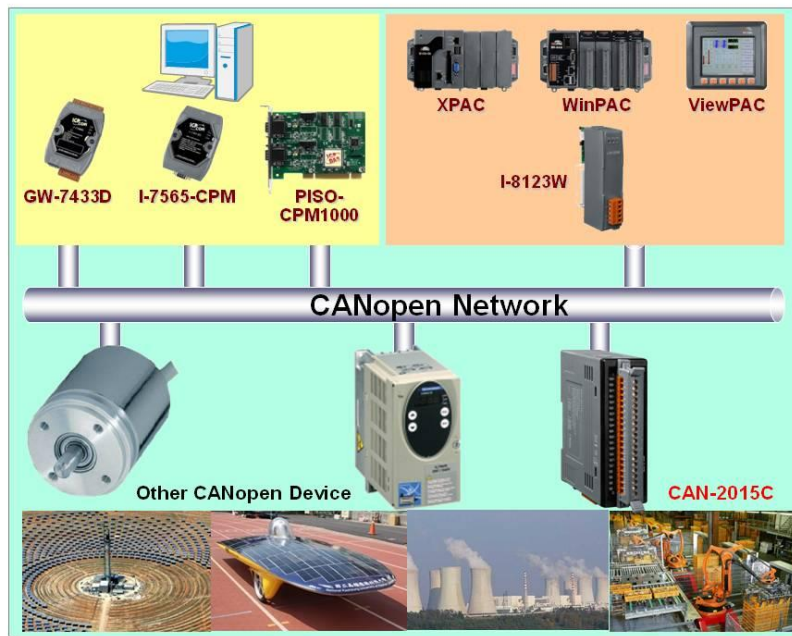 XPAC
WinPAC
ViewPAC
GW-7433D
I-7565-CPM
PISO-
CPM1000
I-8123W
CANopen Network
Other CANopen Device
CAN-2015C